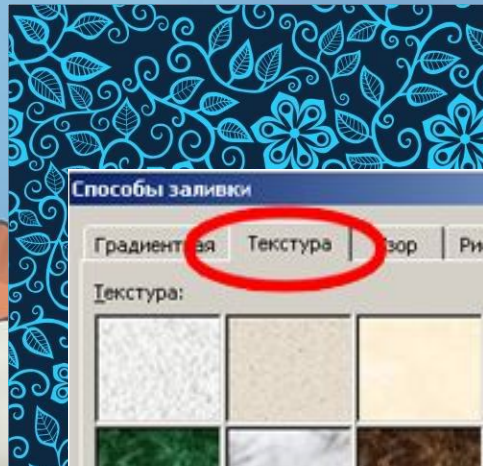 Способы заливки
Градиентная Текстура
Текстура: